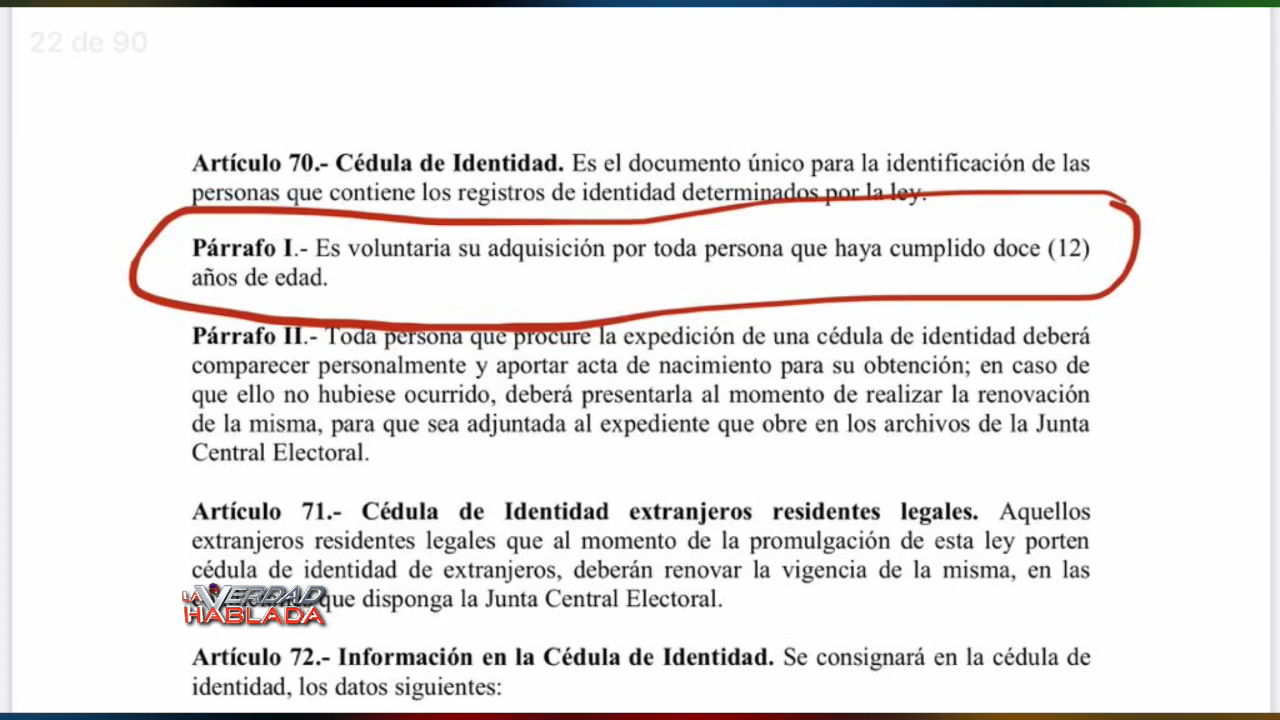 22 de 90
Artículo 70.- Cédula de Identidad. Es el documento único para la identificación de las
personas que contiene los registros de identidad determinados por la ley.
Párrafo I.- Es voluntaria su adquisición por toda persona que haya cumplido doce (12)
años de edad.
Párrafo II.- Toda persona que procure la expedición de una cédula de identidad deberá
comparecer personalmente y aportar acta de nacimiento para su obtención; en caso de
que ello no hubiese ocurrido, deberá presentarla al momento de realizar la renovación
de la misma, para que sea adjuntada al expediente que obre en los archivos de la Junta
Central Electoral.
Artículo 71.- Cédula de Identidad extranjeros residentes legales. Aquellos
extranjeros residentes legales que al momento de la promulgación de esta ley porten
cédula de identidad de extranjeros, deberán renovar la vigencia de la misma, en las
que disponga la Junta Central Electoral.
LA VERDAD
HABLADA
Artículo 72.- Información en la Cédula de Identidad. Se consignará en la cédula de
identidad, los datos siguientes: